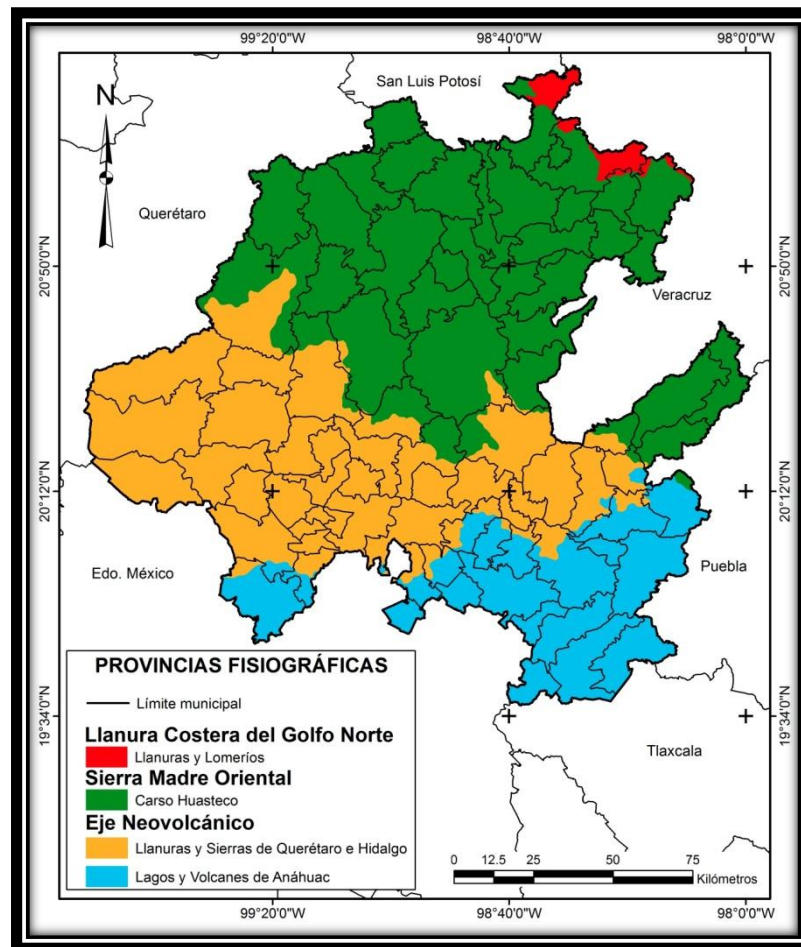 99°20'0"W
98°40'0"W
98°0'0"W
San Luis Potosí
N
Querétaro
20°50'0"N
20°50'0"N
Veracruz
20°12'0"N
20°12'0"N
Edo. México
Puebla
PROVINCIAS FISIOGRÁFICAS
Límite municipal
Llanura Costera del Golfo Norte
Llanuras y Lomeríos
Sierra Madre Oriental
Carso Huasteco
Eje Neovolcánico
Llanuras y Sierras de Querétaro e Hidalgo
Lagos y Volcanes de Anáhuac
19°34'0"N
19°34'0"N
Tlaxcala
0 12.5 25 50 75
Kilómetros
99°20'0"W
98°40'0"W
98°0'0"W